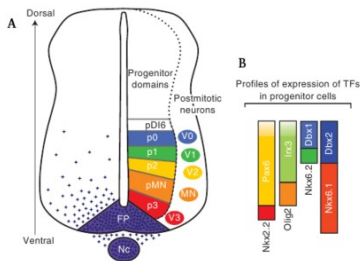 Dorsal
A
Ventral
Progenitor
domains
Postmitotic
neurons
pDI6
p0
p1
p2
pMN
p3
FP
Nc
V0
V1
V2
MN
V3
B
Profiles of expression of TFs
in progenitor cells
Pax6
Nkx2.2
Irx3
Olig2
Dbx1
Nkx6.2
Dbx2
Nkx6.1